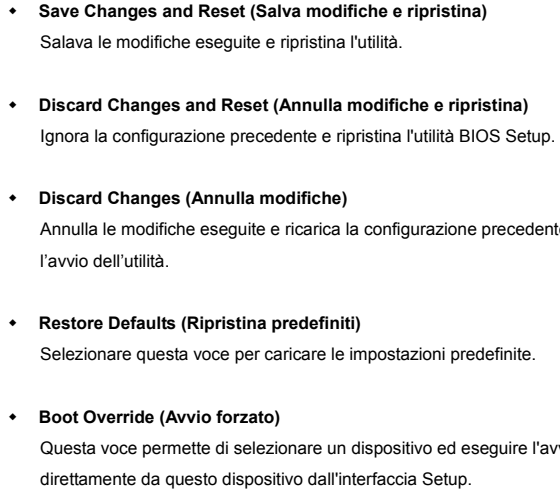 ◆ Save Changes and Reset (Salva modifiche e ripristina)
Salava le modifiche eseguite e ripristina l'utilità.
◆ Discard Changes and Reset (Annulla modifiche e ripristina)
Ignora la configurazione precedente e ripristina l'utilità BIOS Setup.
◆ Discard Changes (Annulla modifiche)
Annulla le modifiche eseguite e ricarica la configurazione precedente
l’avvio dell’utilità.
◆ Restore Defaults (Ripristina predefiniti)
Selezionare questa voce per caricare le impostazioni predefinite.
◆ Boot Override (Avvio forzato)
Questa voce permette di selezionare un dispositivo ed eseguire l'avv
direttamente da questo dispositivo dall'interfaccia Setup.